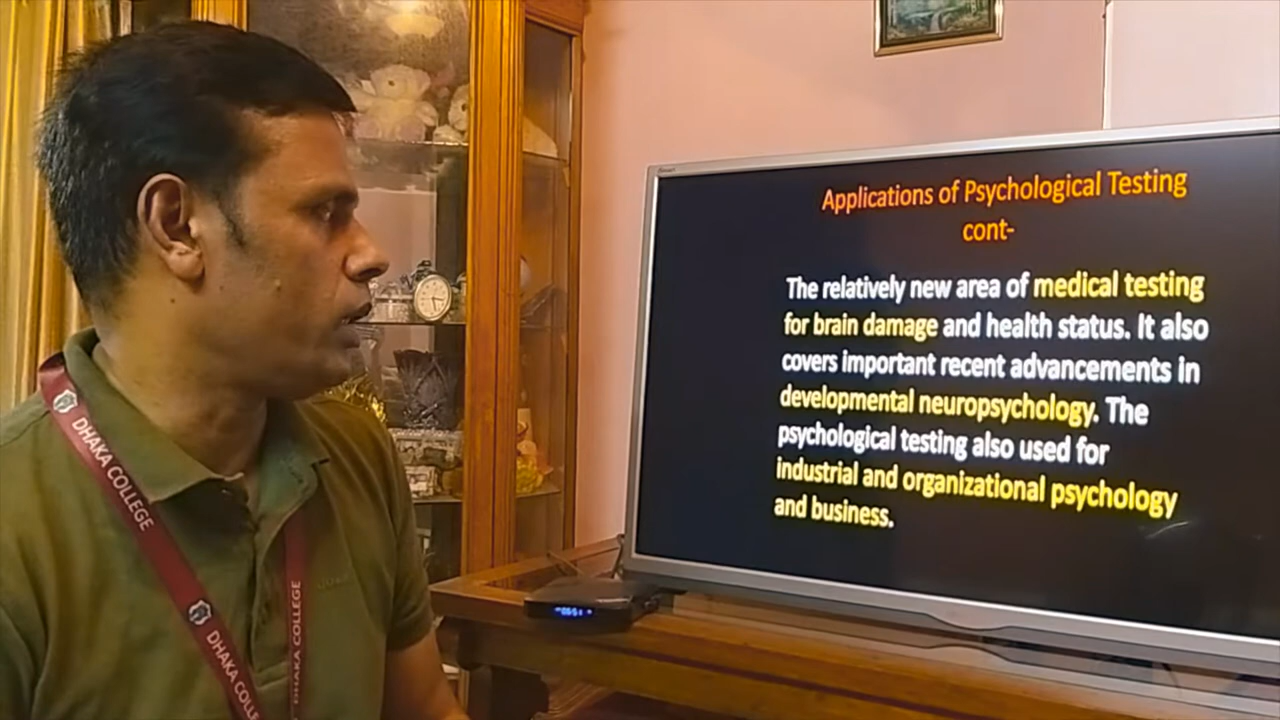 Applications of Psychological Testing
cont-
The relatively new area of medical testing
for brain damage and health status. It also
covers important recent advancements in
developmental neuropsychology. The
psychological testing also used for
industrial and organizational psychology
and business.
DHAKA COLLEGE
DHAKA COLLE
DHAKA COLLEGE